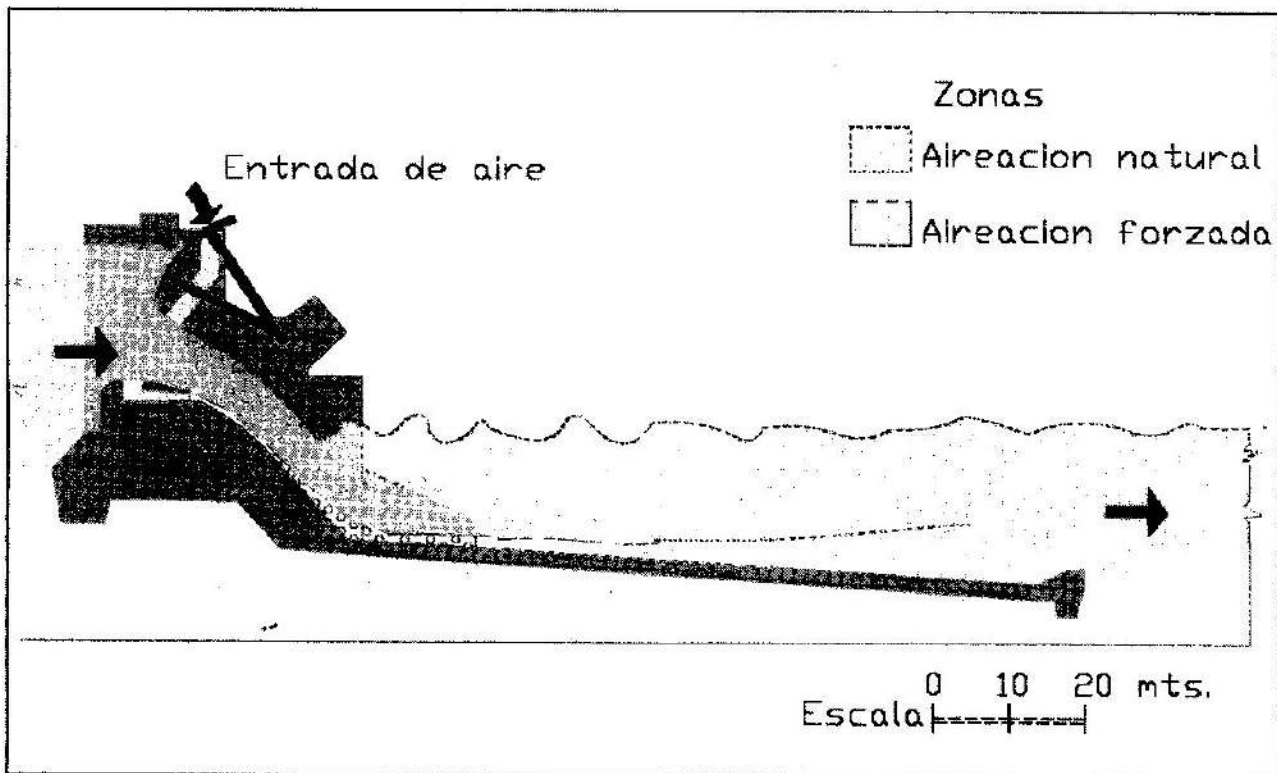 Zonas
Entrada de aire
Aireacion natural
Aireacion forzada
0 10 20 mts.
Escala